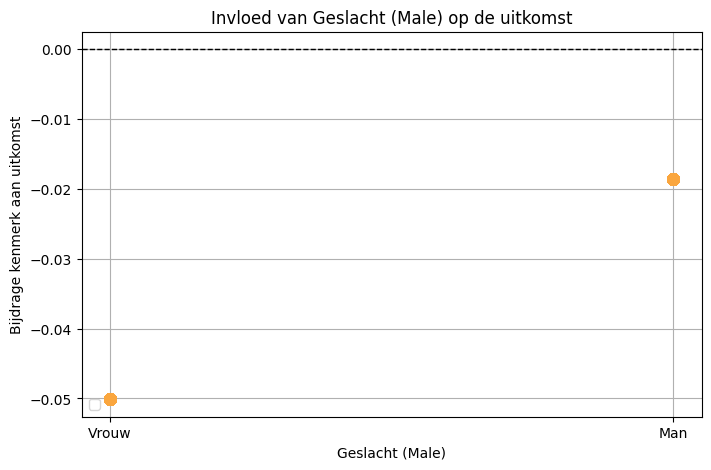 Invloed van Geslacht (Male) op de uitkomst
Bijdrage kenmerk aan uitkomst
0.00
−0.01
−0.02
−0.03
−0.04
−0.05
Vrouw
Man
Geslacht (Male)